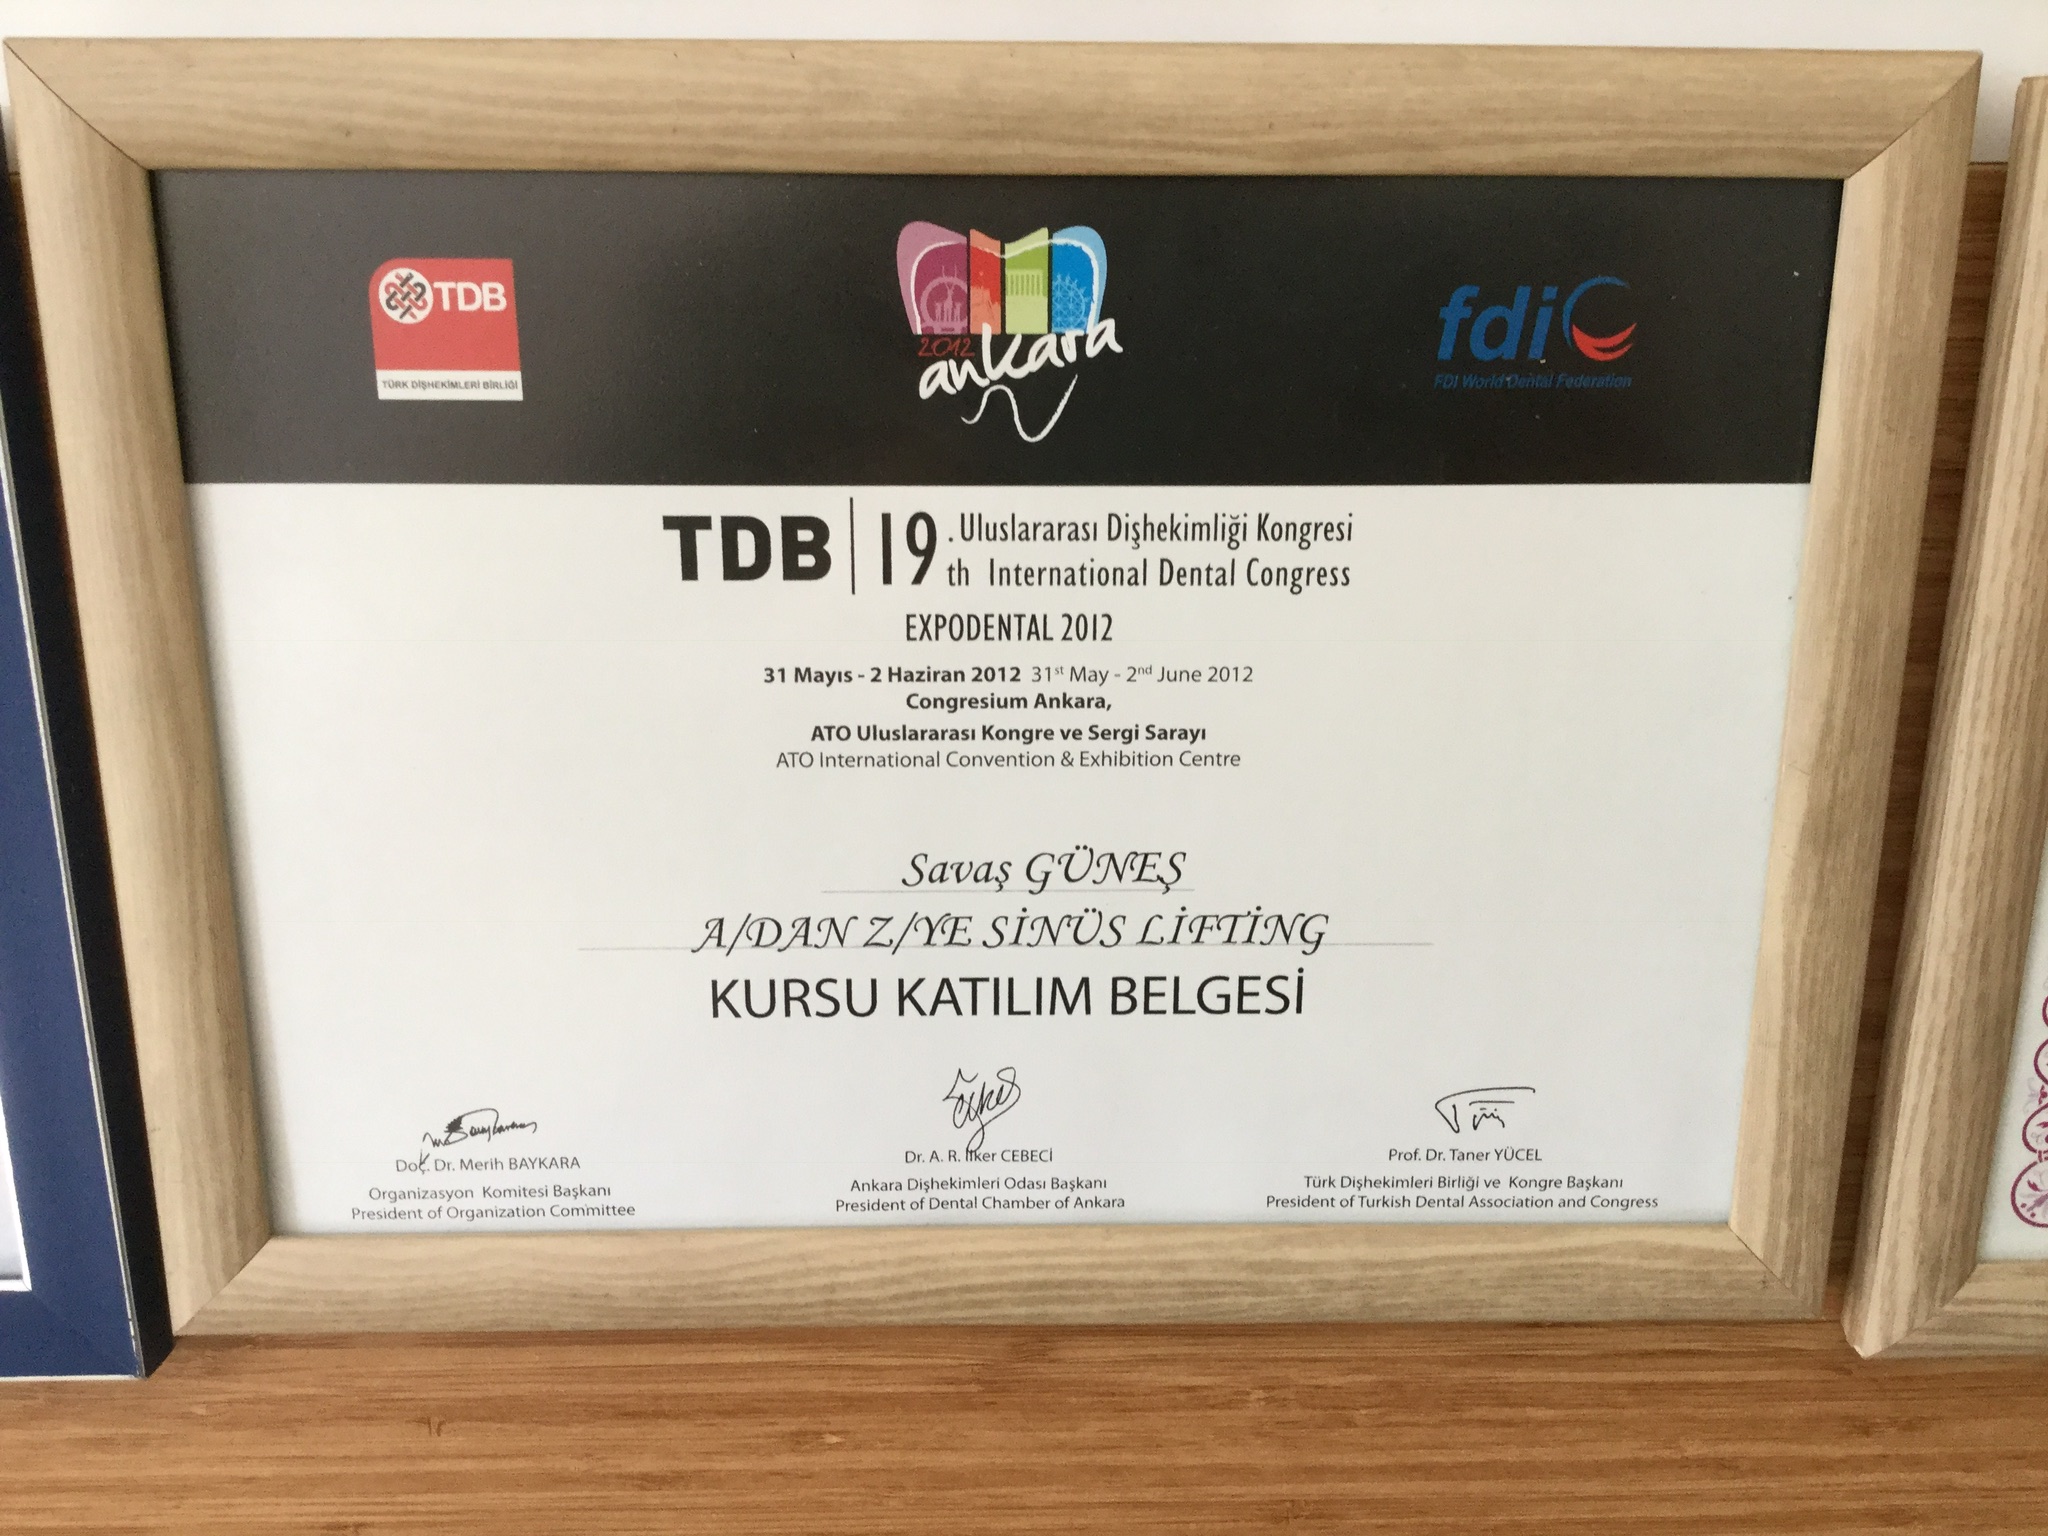 TDB
TÜRK DİŞHEKİMLERİ BİRLİĞİ
2012
ankara
fdi
FDI World Dental Federation
TDB | 19. Uluslararası Dişhekimliği Kongresi
th International Dental Congress
EXPODENTAL 2012
31 Mayıs - 2 Haziran 2012 31st May - 2nd June 2012
Congresium Ankara,
ATO Uluslararası Kongre ve Sergi Sarayı
ATO International Convention & Exhibition Centre
Savaş GÜNEŞ
A/DAN Z/YE SİNÜS LİFTİNG
KURSU KATILIM BELGESİ
Doç. Dr. Merih BAYKARA
Organizasyon Komitesi Başkanı
President of Organization Committee
Dr. A. R. İlker CEBECİ
Ankara Dişhekimleri Odası Başkanı
President of Dental Chamber of Ankara
Prof. Dr. Taner YÜCEL
Türk Dişhekimleri Birliği ve Kongre Başkanı
President of Turkish Dental Association and Congress